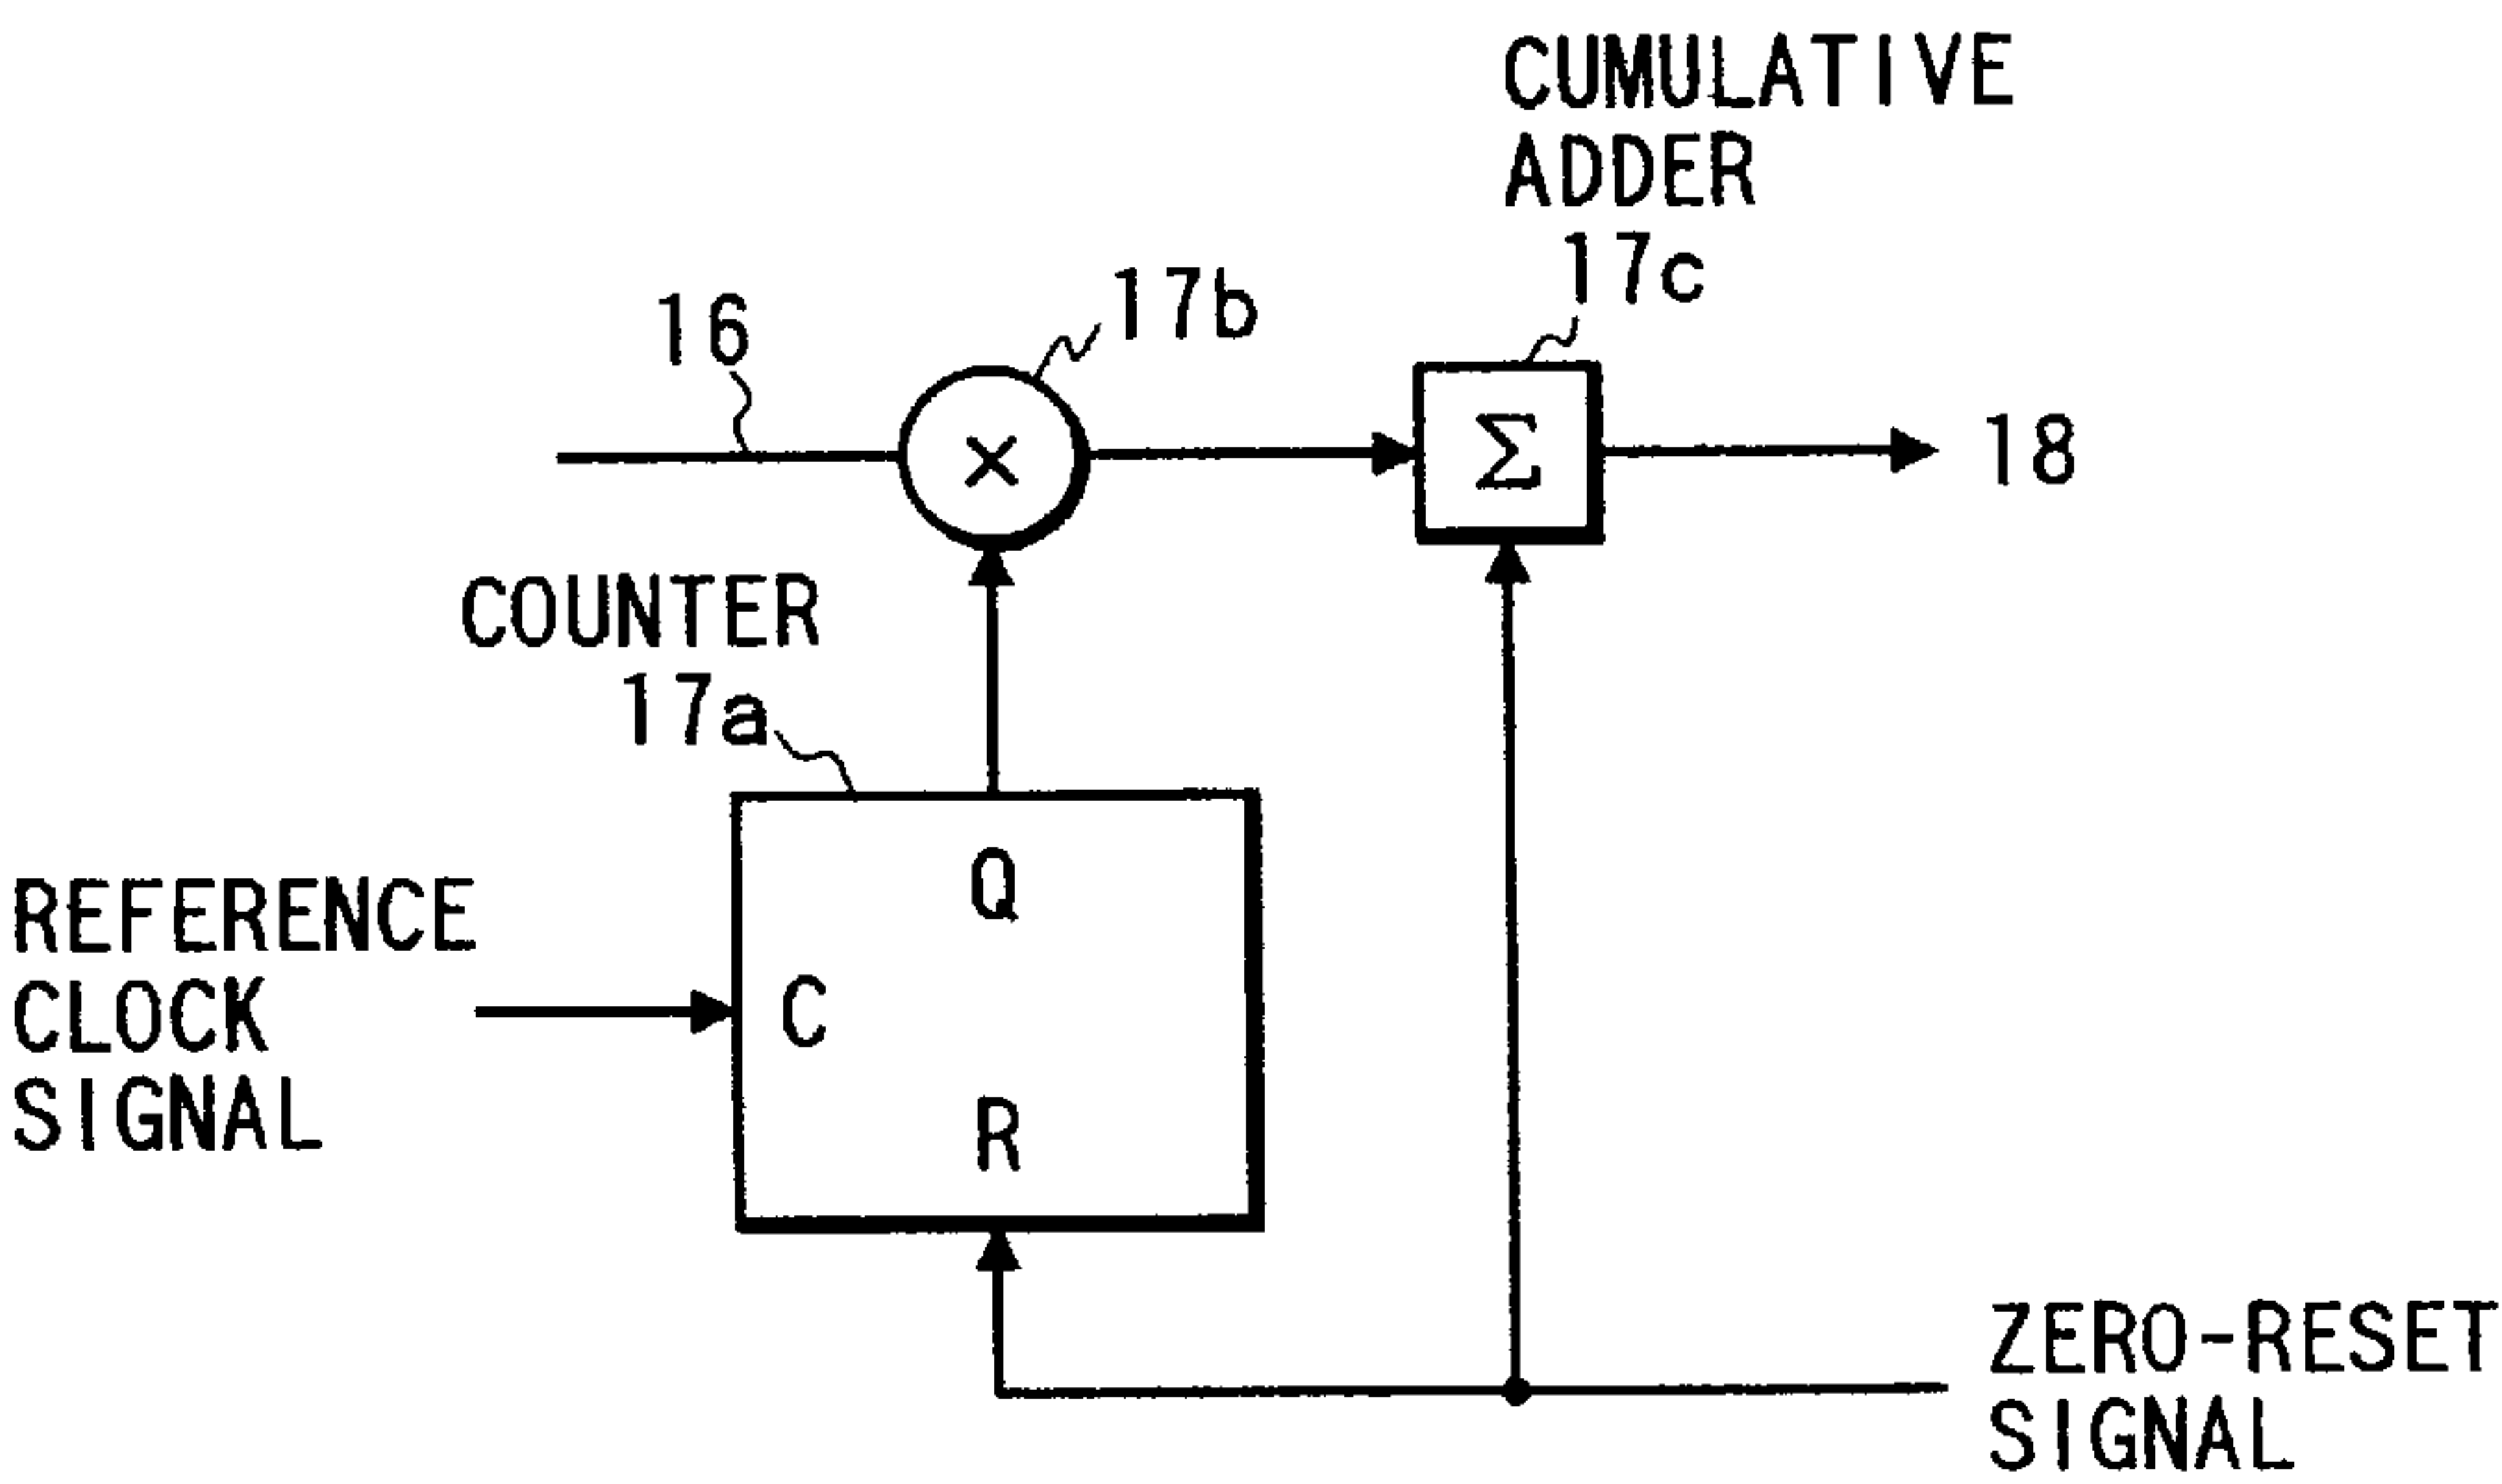 CUMULATIVE
ADDER
17c
17b
16
×
Σ
18
COUNTER
17a
Q
REFERENCE
CLOCK
SIGNAL
C
R
ZERO-RESET
SIGNAL